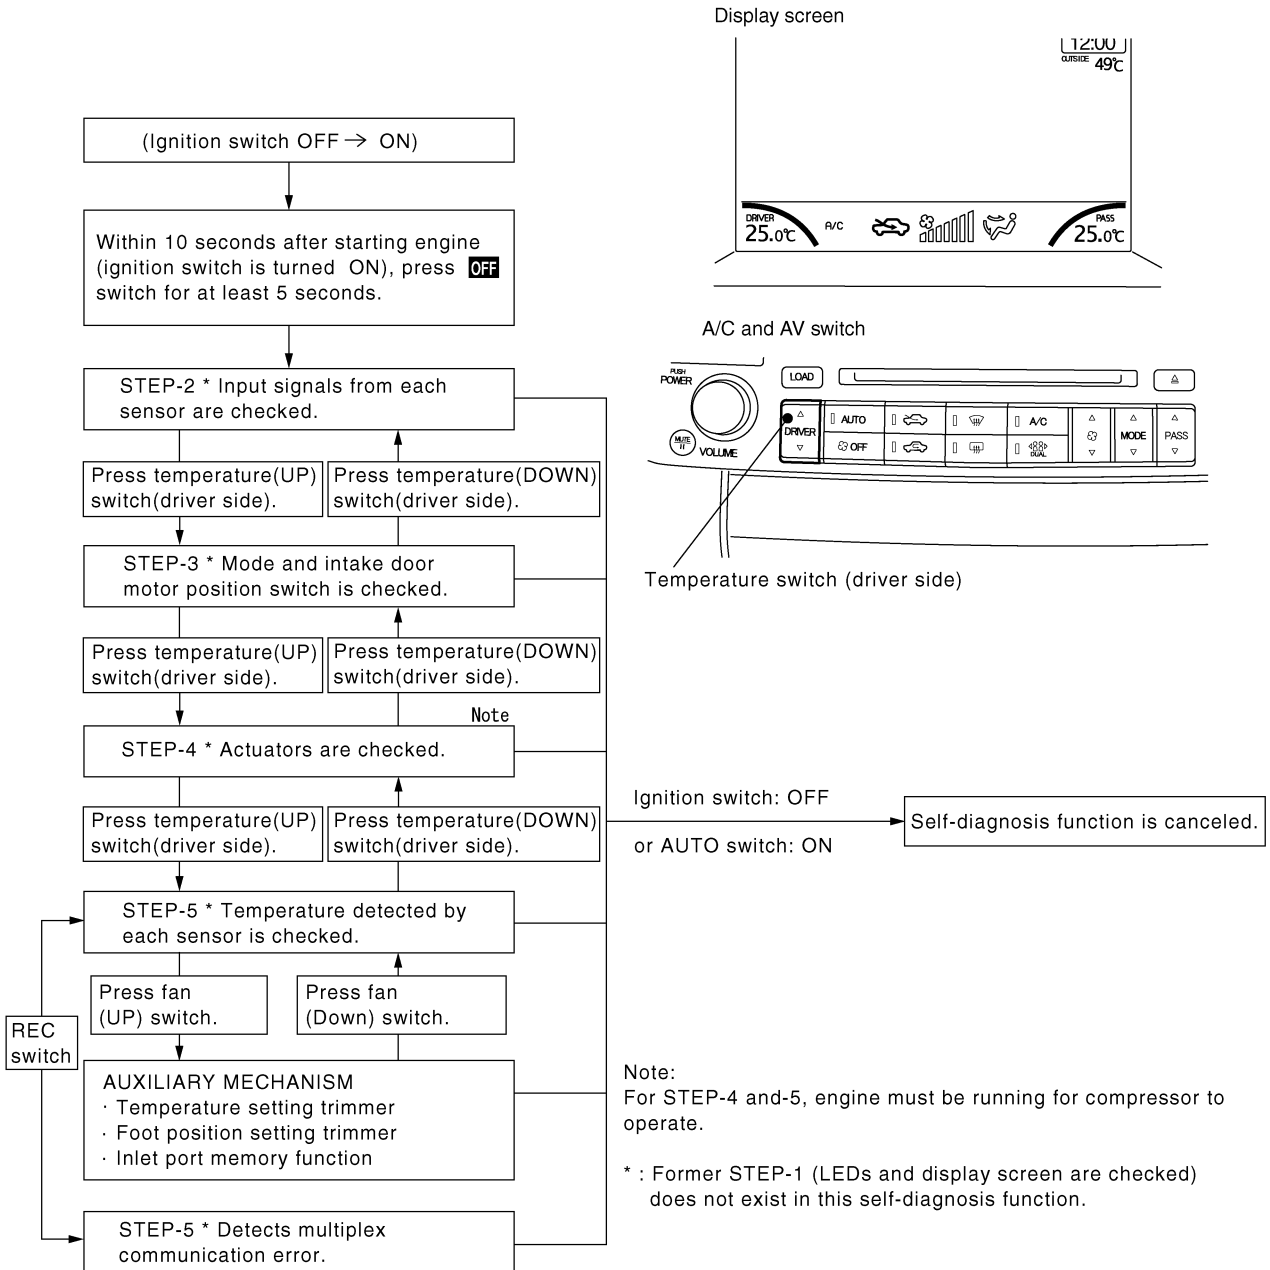 Display screen
12:00
OUTSIDE 49℃
DRIVER
25.0℃
A/C
PASS
25.0℃
(Ignition switch OFF → ON)
Within 10 seconds after starting engine
(ignition switch is turned ON), press OFF
switch for at least 5 seconds.
STEP-2 * Input signals from each
sensor are checked.
Press temperature(UP)
switch(driver side).
Press temperature(DOWN)
switch(driver side).
STEP-3 * Mode and intake door
motor position switch is checked.
Press temperature(UP)
switch(driver side).
Press temperature(DOWN)
switch(driver side).
Note
STEP-4 * Actuators are checked.
Press temperature(UP)
switch(driver side).
Press temperature(DOWN)
switch(driver side).
STEP-5 * Temperature detected by
each sensor is checked.
Press fan
(UP) switch.
Press fan
(Down) switch.
REC
switch
AUXILIARY MECHANISM
· Temperature setting trimmer
· Foot position setting trimmer
· Inlet port memory function
STEP-5 * Detects multiplex
communication error.
A/C and AV switch
PUSH
POWER
LOAD
MUTE
VOLUME
DRIVER
AUTO
OFF
A/C
DUAL
MODE
PASS
Temperature switch (driver side)
Ignition switch: OFF
or AUTO switch: ON
Self-diagnosis function is canceled.
Note:
For STEP-4 and-5, engine must be running for compressor to
operate.
* : Former STEP-1 (LEDs and display screen are checked)
does not exist in this self-diagnosis function.